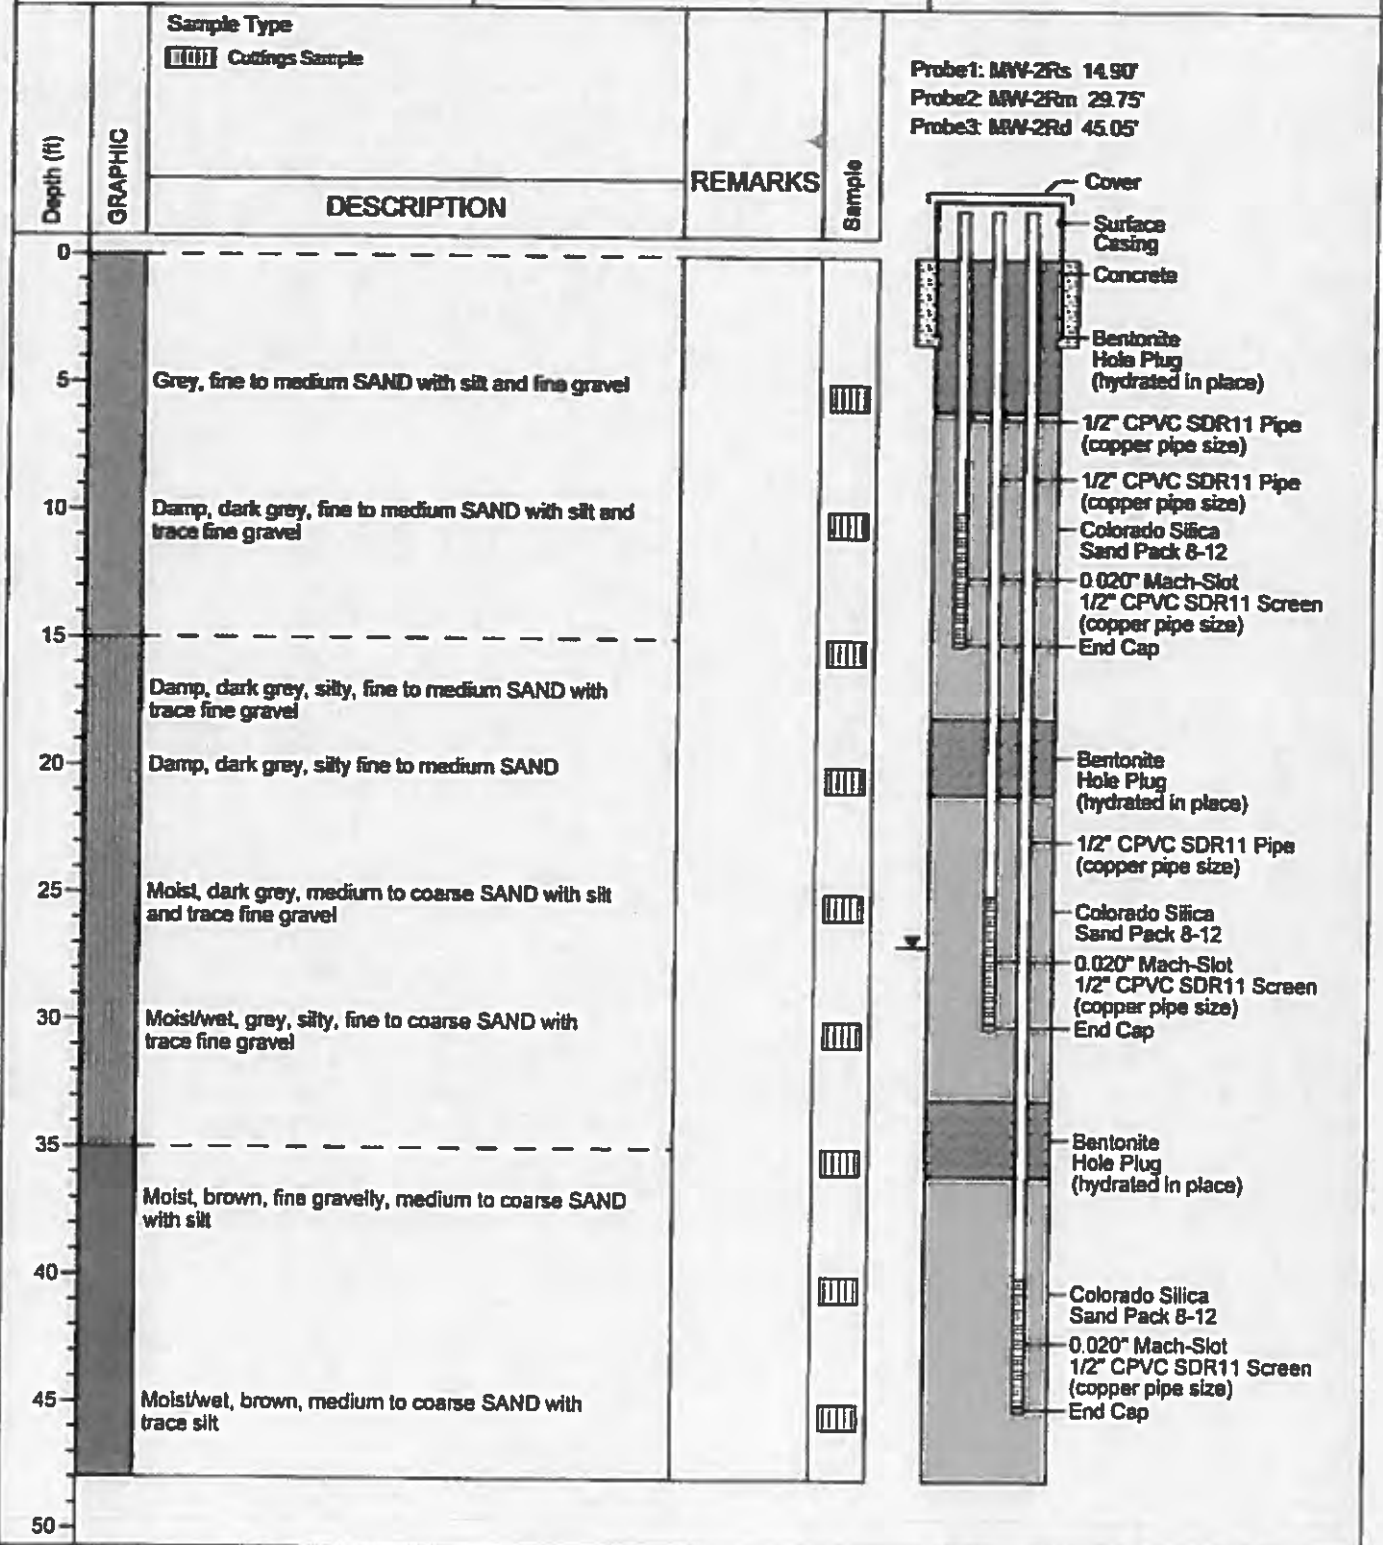 Sample Type
Cuttings Sample
Probe1: MW-2Rs 14.90'
Probe2: MW-2Rm 29.75'
Probe3: MW-2Rd 45.05'
Depth (ft)
GRAPHIC
DESCRIPTION
REMARKS
Sample
Cover
Surface
Casing
Concrete
Bentonite
Hole Plug
(hydrated in place)
1/2" CPVC SDR11 Pipe
(copper pipe size)
1/2" CPVC SDR11 Pipe
(copper pipe size)
Colorado Silica
Sand Pack 8-12
0.020" Mach-Slot
1/2" CPVC SDR11 Screen
(copper pipe size)
End Cap
Bentonite
Hole Plug
(hydrated in place)
1/2" CPVC SDR11 Pipe
(copper pipe size)
Colorado Silica
Sand Pack 8-12
0.020" Mach-Slot
1/2" CPVC SDR11 Screen
(copper pipe size)
End Cap
Bentonite
Hole Plug
(hydrated in place)
Colorado Silica
Sand Pack 8-12
0.020" Mach-Slot
1/2" CPVC SDR11 Screen
(copper pipe size)
End Cap
0
5
Grey, fine to medium SAND with silt and fine gravel
10
Damp, dark grey, fine to medium SAND with silt and
trace fine gravel
15
Damp, dark grey, silty, fine to medium SAND with
trace fine gravel
20
Damp, dark grey, silty fine to medium SAND
25
Moist, dark grey, medium to coarse SAND with silt
and trace fine gravel
30
Moist/wet, grey, silty, fine to coarse SAND with
trace fine gravel
35
Moist, brown, fine gravelly, medium to coarse SAND
with silt
40
45
Moist/wet, brown, medium to coarse SAND with
trace silt
50